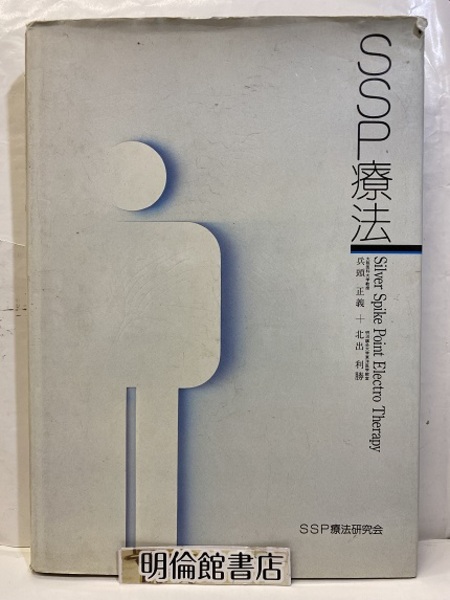 SSP療法
Silver Spike Point Electro Therapy
兵頭 正義 + 北出 利勝
SSP療法研究会
明倫館書店